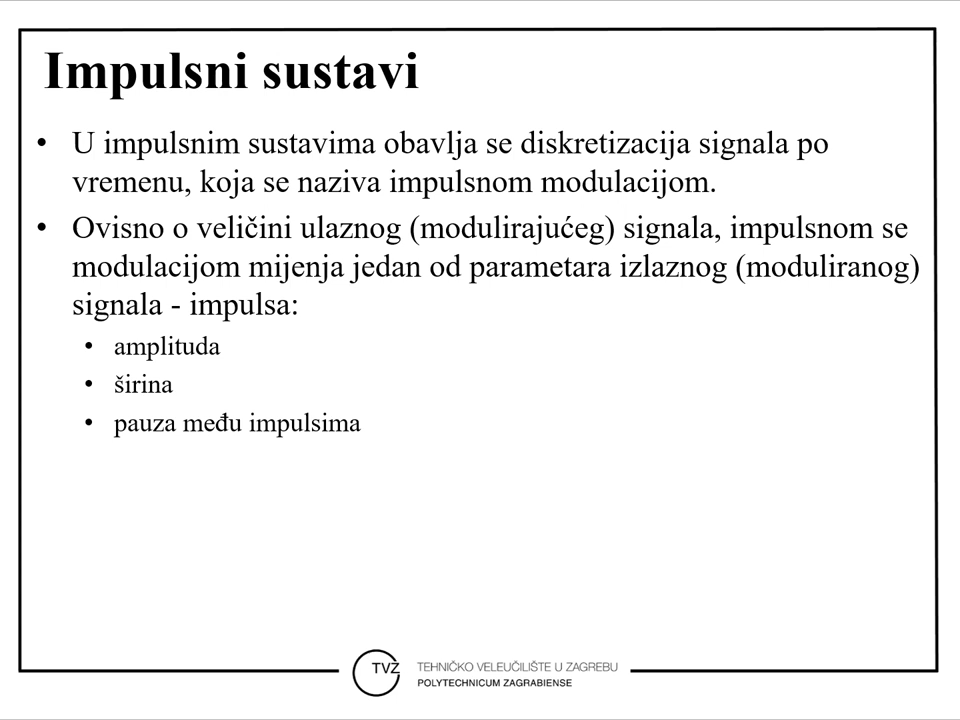 Impulsni sustavi
• U impulsnim sustavima obavlja se diskretizacija signala po
vremenu, koja se naziva impulsnom modulacijom.
• Ovisno o veličini ulaznog (modulirajućeg) signala, impulsnom se
modulacijom mijenja jedan od parametara izlaznog (moduliranog)
signala - impulsa:
• amplituda
• širina
• pauza među impulsima
TVZ
TEHNIČKO VELEUČILIŠTE U ZAGREBU
POLYTECHNICUM ZAGRABIENSE